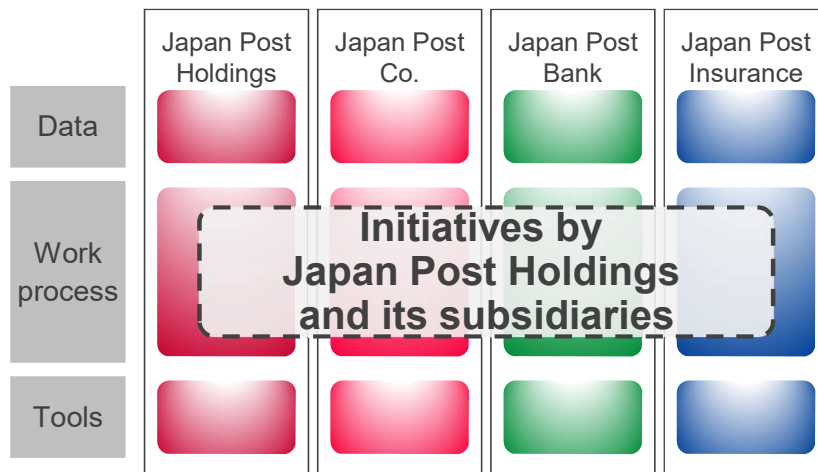 Japan Post
Holdings
Japan Post
Co.
Japan Post
Bank
Japan Post
Insurance
Data
Work
process
Initiatives by
Japan Post Holdings
and its subsidiaries
Tools